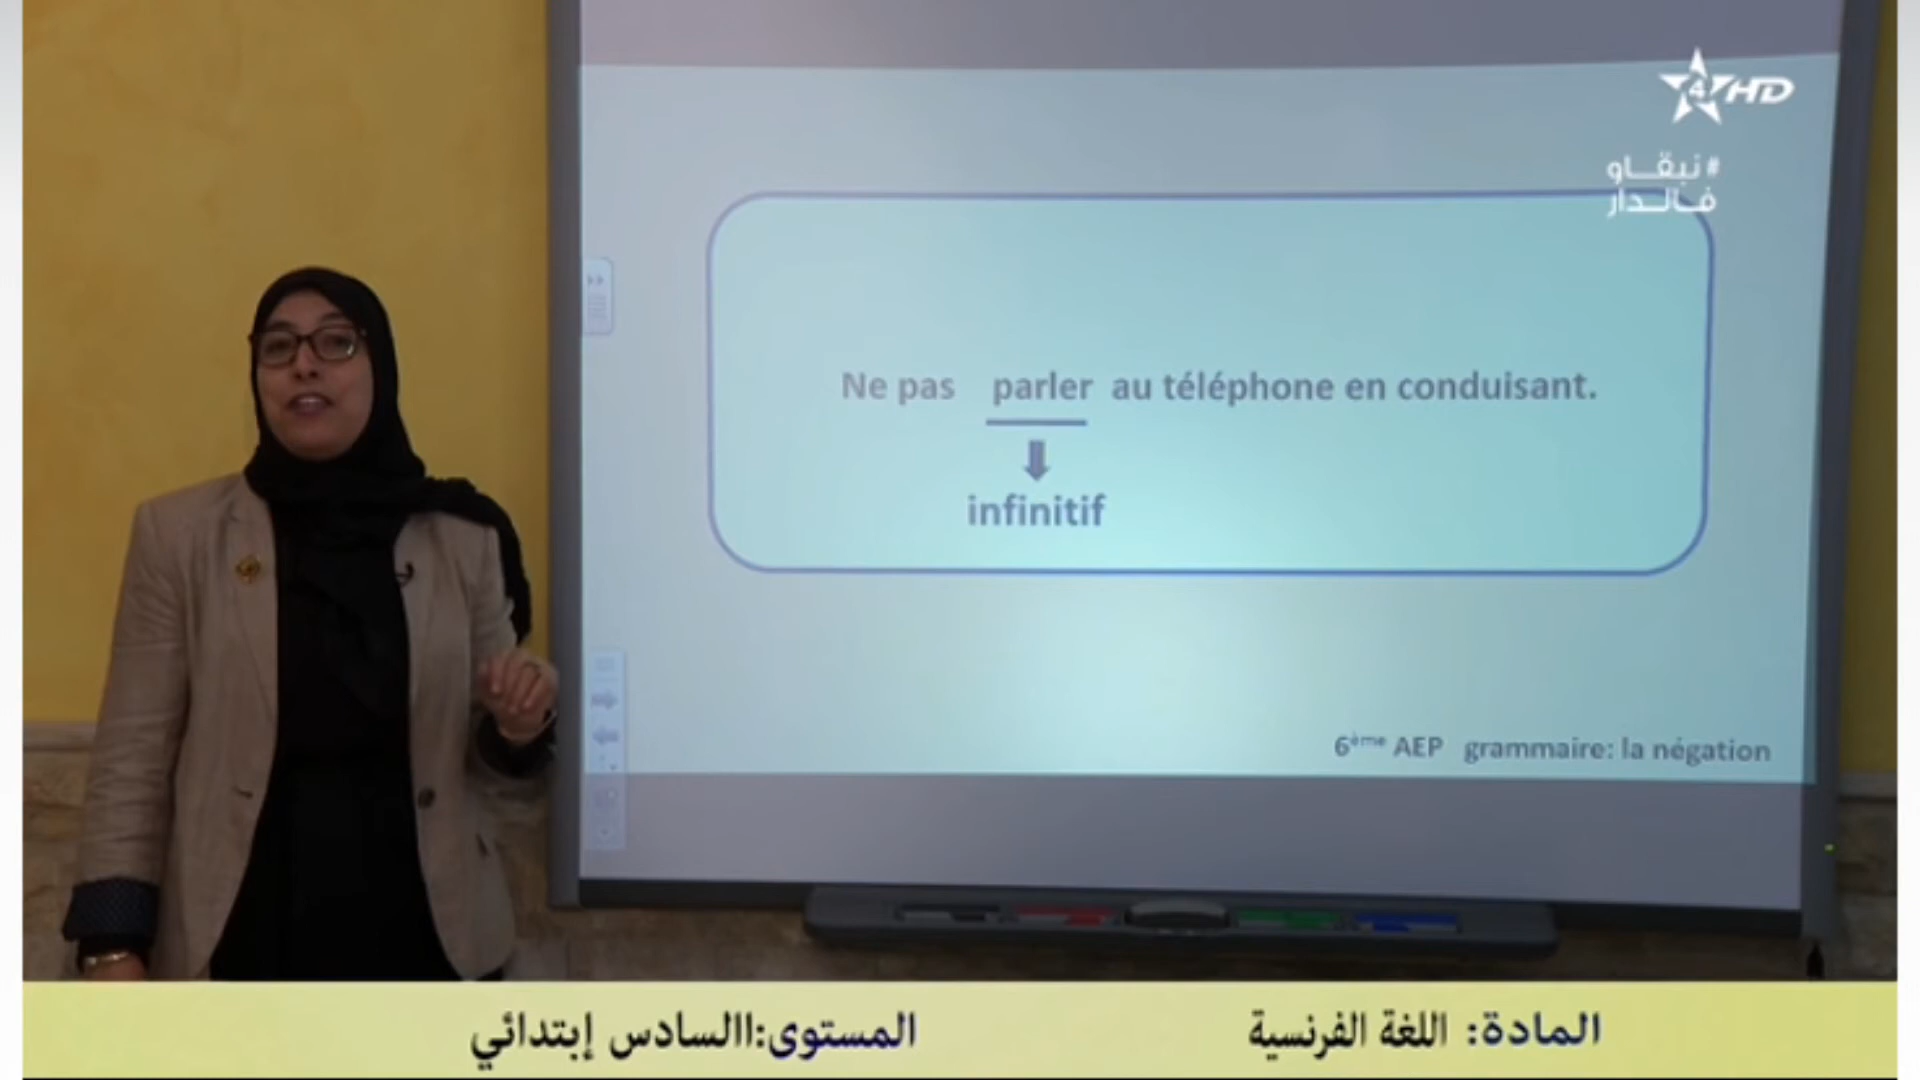 4 HD
#نبقاو
فالدار
Ne pas parler au téléphone en conduisant.
infinitif
6ème AEP grammaire: la négation
المادة: اللغة الفرنسية
المستوى:االسادس إبتدائي